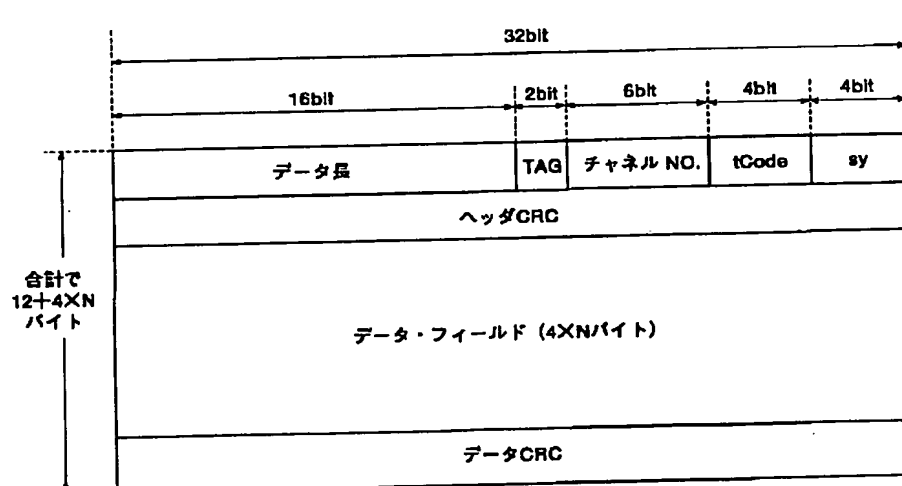 32bit
16bit
2bit
6bit
4bit
4bit
データ長
TAG
チャネル NO.
tCode
sy
ヘッダCRC
合計で
12+4×N
バイト
データ・フィールド(4×Nバイト)
データCRC